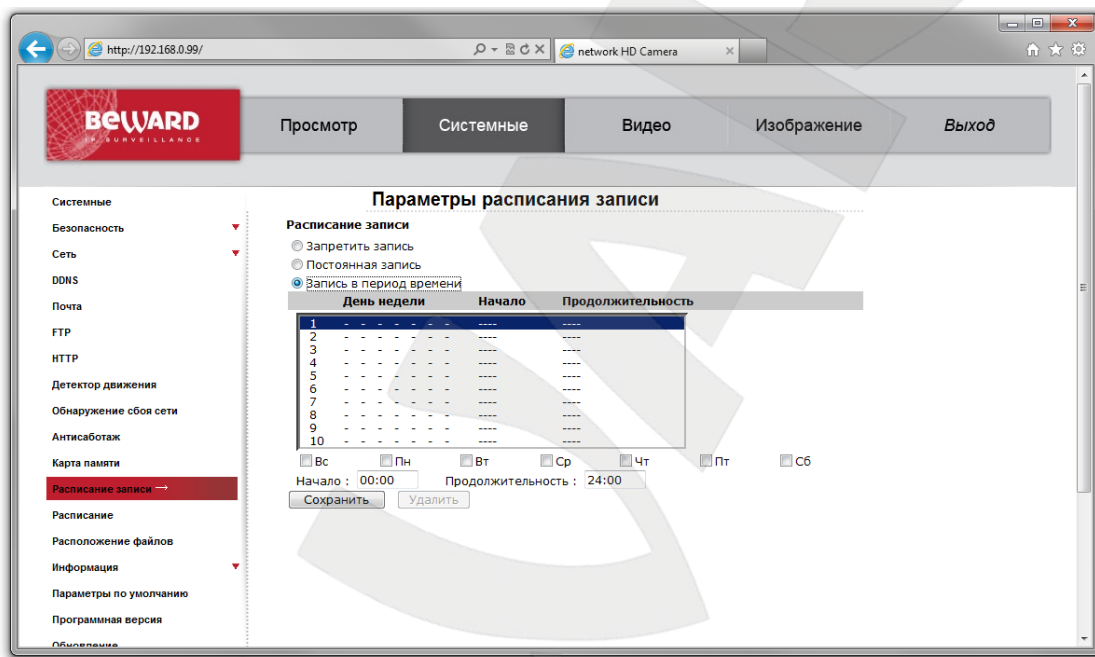 http://192.168.0.99/
network HD Camera
BEWARD
IP SURVEILLANCE
Просмотр
Системные
Видео
Изображение
Выход
Системные
Безопасность
Сеть
DDNS
Почта
FTP
HTTP
Детектор движения
Обнаружение сбоя сети
Антисаботаж
Карта памяти
Расписание записи →
Расписание
Расположение файлов
Информация
Параметры по умолчанию
Программная версия
Обновление
Параметры расписания записи
Расписание записи
Запретить запись
Постоянная запись
Запись в период времени
День недели Начало Продолжительность
1 - - - - - - - ---- ----
2 - - - - - - - ---- ----
3 - - - - - - - ---- ----
4 - - - - - - - ---- ----
5 - - - - - - - ---- ----
6 - - - - - - - ---- ----
7 - - - - - - - ---- ----
8 - - - - - - - ---- ----
9 - - - - - - - ---- ----
10 - - - - - - - ---- ----
Вс Пн Вт Ср Чт Пт Сб
Начало : 00:00 Продолжительность : 24:00
Сохранить Удалить